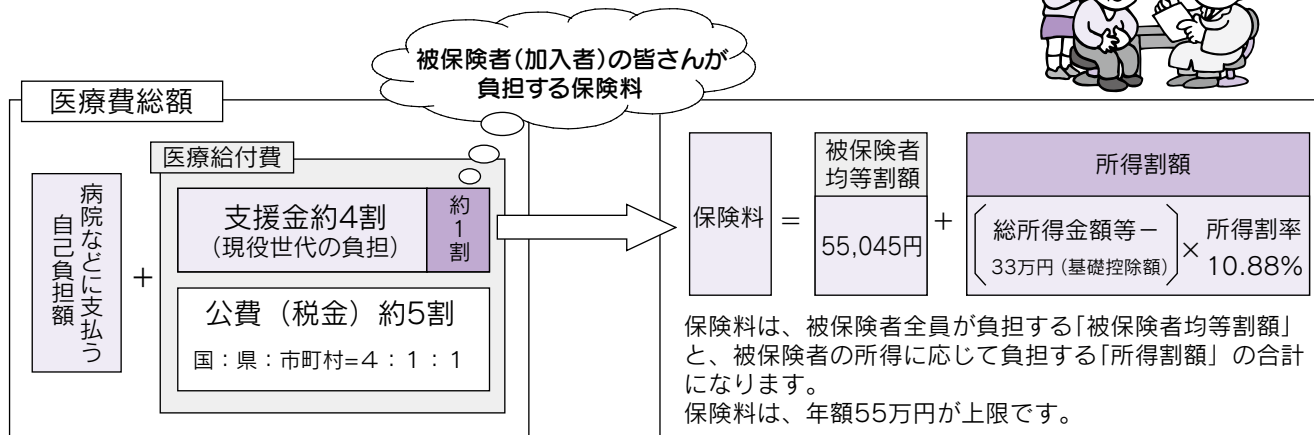 被保険者(加入者)の皆さんが
負担する保険料
医療費総額
病院などに支払う
自己負担額
+
医療給付費
支援金約4割
(現役世代の負担)
約1割
公費(税金)約5割
国:県:市町村=4:1:1
保険料
=
被保険者
均等割額
55,045円
+
所得割額
総所得金額等−
33万円(基礎控除額)
×
所得割率
10.88%
保険料は、被保険者全員が負担する「被保険者均等割額」
と、被保険者の所得に応じて負担する「所得割額」の合計
になります。
保険料は、年額55万円が上限です。